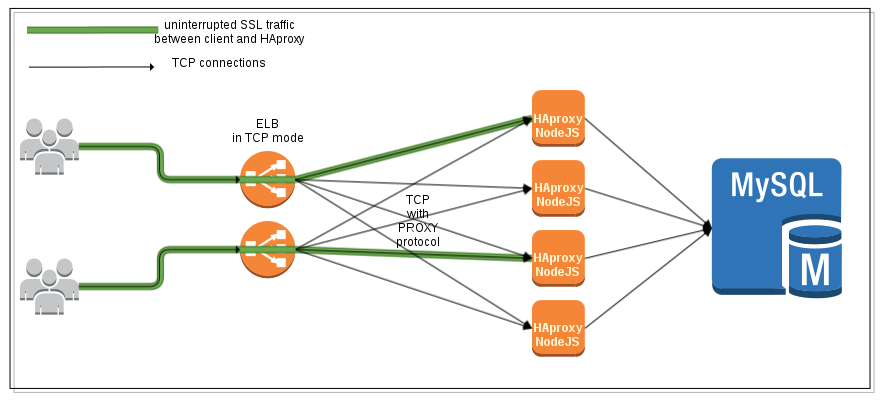 uninterrupted SSL traffic
between client and HAproxy
TCP connections
ELB
in TCP mode
HAproxy
NodeJS
HAproxy
NodeJS
TCP
with
PROXY
protocol
HAproxy
NodeJS
HAproxy
NodeJS
MySQL
M